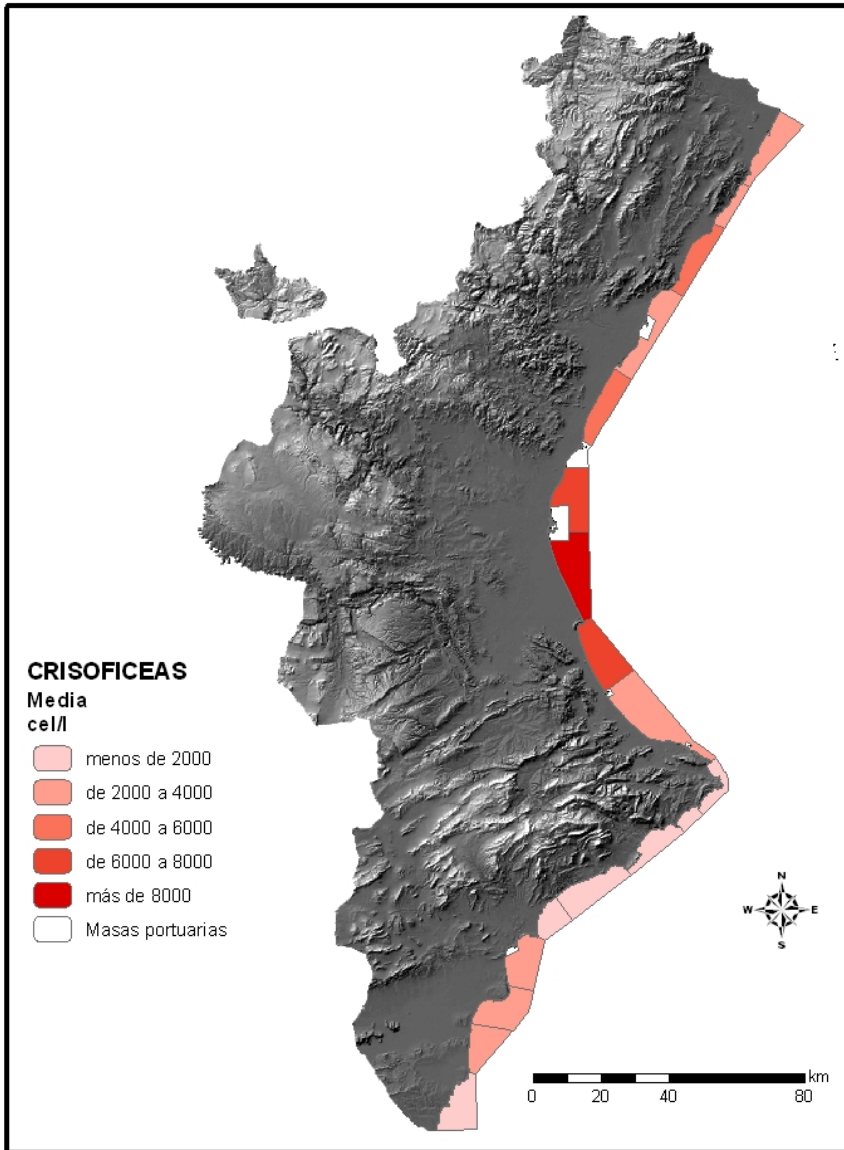 CRISOFICEAS
Media
cel/l
menos de 2000
de 2000 a 4000
de 4000 a 6000
de 6000 a 8000
más de 8000
Masas portuarias
N
W E
S
km
0 20 40 80